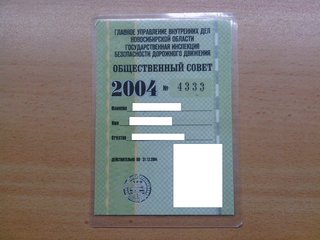 ГЛАВНОЕ УПРАВЛЕНИЕ ВНУТРЕННИХ ДЕЛ
НОВОСИБИРСКОЙ ОБЛАСТИ
ГОСУДАРСТВЕННАЯ ИНСПЕКЦИЯ
БЕЗОПАСНОСТИ ДОРОЖНОГО ДВИЖЕНИЯ
ОБЩЕСТВЕННЫЙ СОВЕТ
2004 № 4333
Фамилия
Имя
Отчество
ДЕЙСТВИТЕЛЬНО ДО 31.12.2004